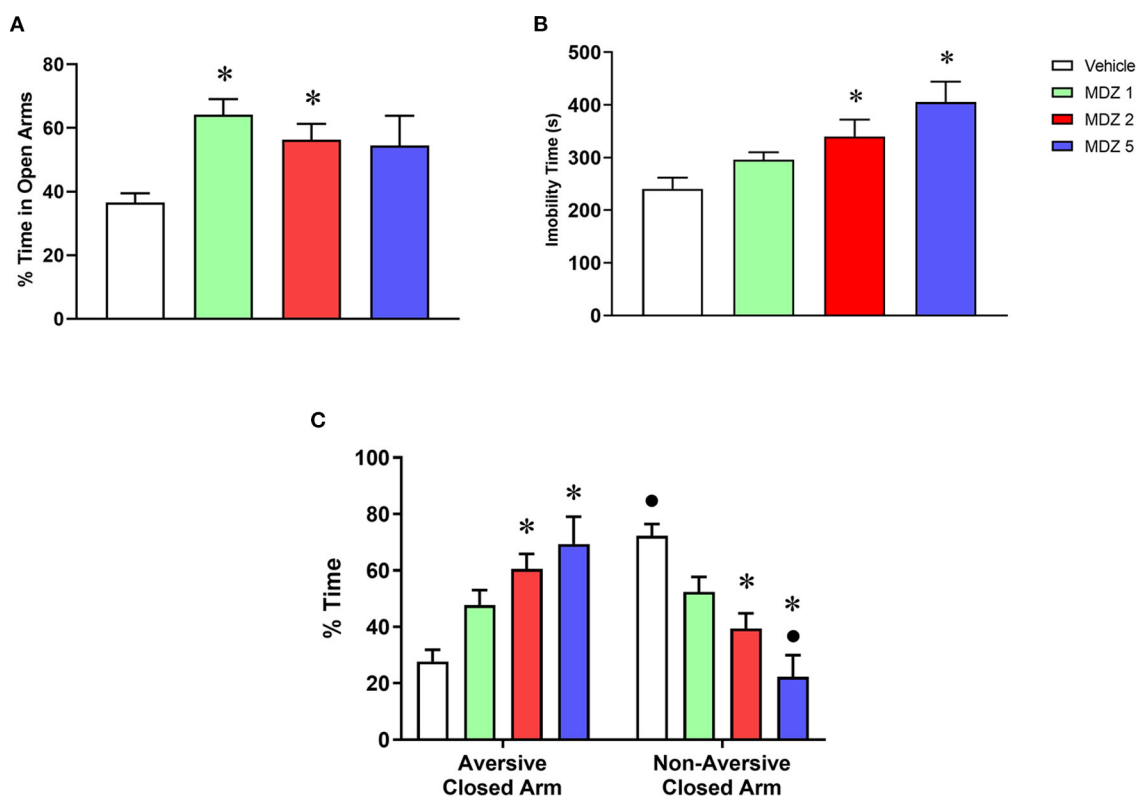 A
% Time in Open Arms
80
60
40
20
0
*
*
B
Imobility Time (s)
500
400
300
200
100
0
*
*
Vehicle
MDZ 1
MDZ 2
MDZ 5
C
% Time
100
80
60
40
20
0
*
*
●
*
*
●
Aversive
Closed Arm
Non-Aversive
Closed Arm